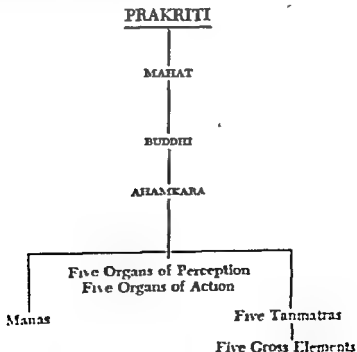 PRAKRITI
MAHAT
BUDDHI
AHAMKARA
Five Organs of Perception
Five Organs of Action
Manas
Five Tanmatras
Five Gross Elements